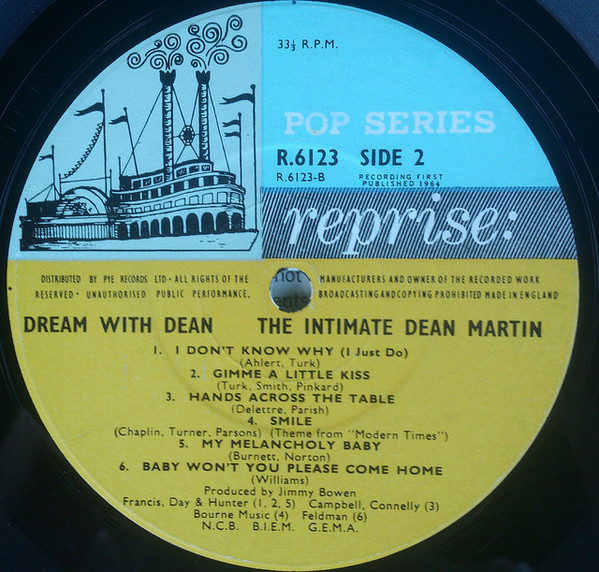 33⅓ R.P.M.
POP SERIES
R.6123 SIDE 2
R.6123-B RECORDING FIRST
PUBLISHED 1964
reprise:
DISTRIBUTED BY PYE RECORDS LTD · ALL RIGHTS OF THE MANUFACTURERS AND OWNER OF THE RECORDED WORK
RESERVED · UNAUTHORISED PUBLIC PERFORMANCE, BROADCASTING AND COPYING PROHIBITED MADE IN ENGLAND
not
ents
DREAM WITH DEAN THE INTIMATE DEAN MARTIN
1. I DON'T KNOW WHY (I Just Do)
(Ahlert, Turk)
2. GIMME A LITTLE KISS
(Turk, Smith, Pinkard)
3. HANDS ACROSS THE TABLE
(Delettre, Parish)
4. SMILE
(Chaplin, Turner, Parsons) (Theme from "Modern Times")
5. MY MELANCHOLY BABY
(Burnett, Norton)
6. BABY WON'T YOU PLEASE COME HOME
(Williams)
Produced by Jimmy Bowen
Francis, Day & Hunter (1, 2, 5) Campbell, Connelly (3)
Bourne Music (4) Feldman (6)
N.C.B. B.I.E.M. G.E.M.A.